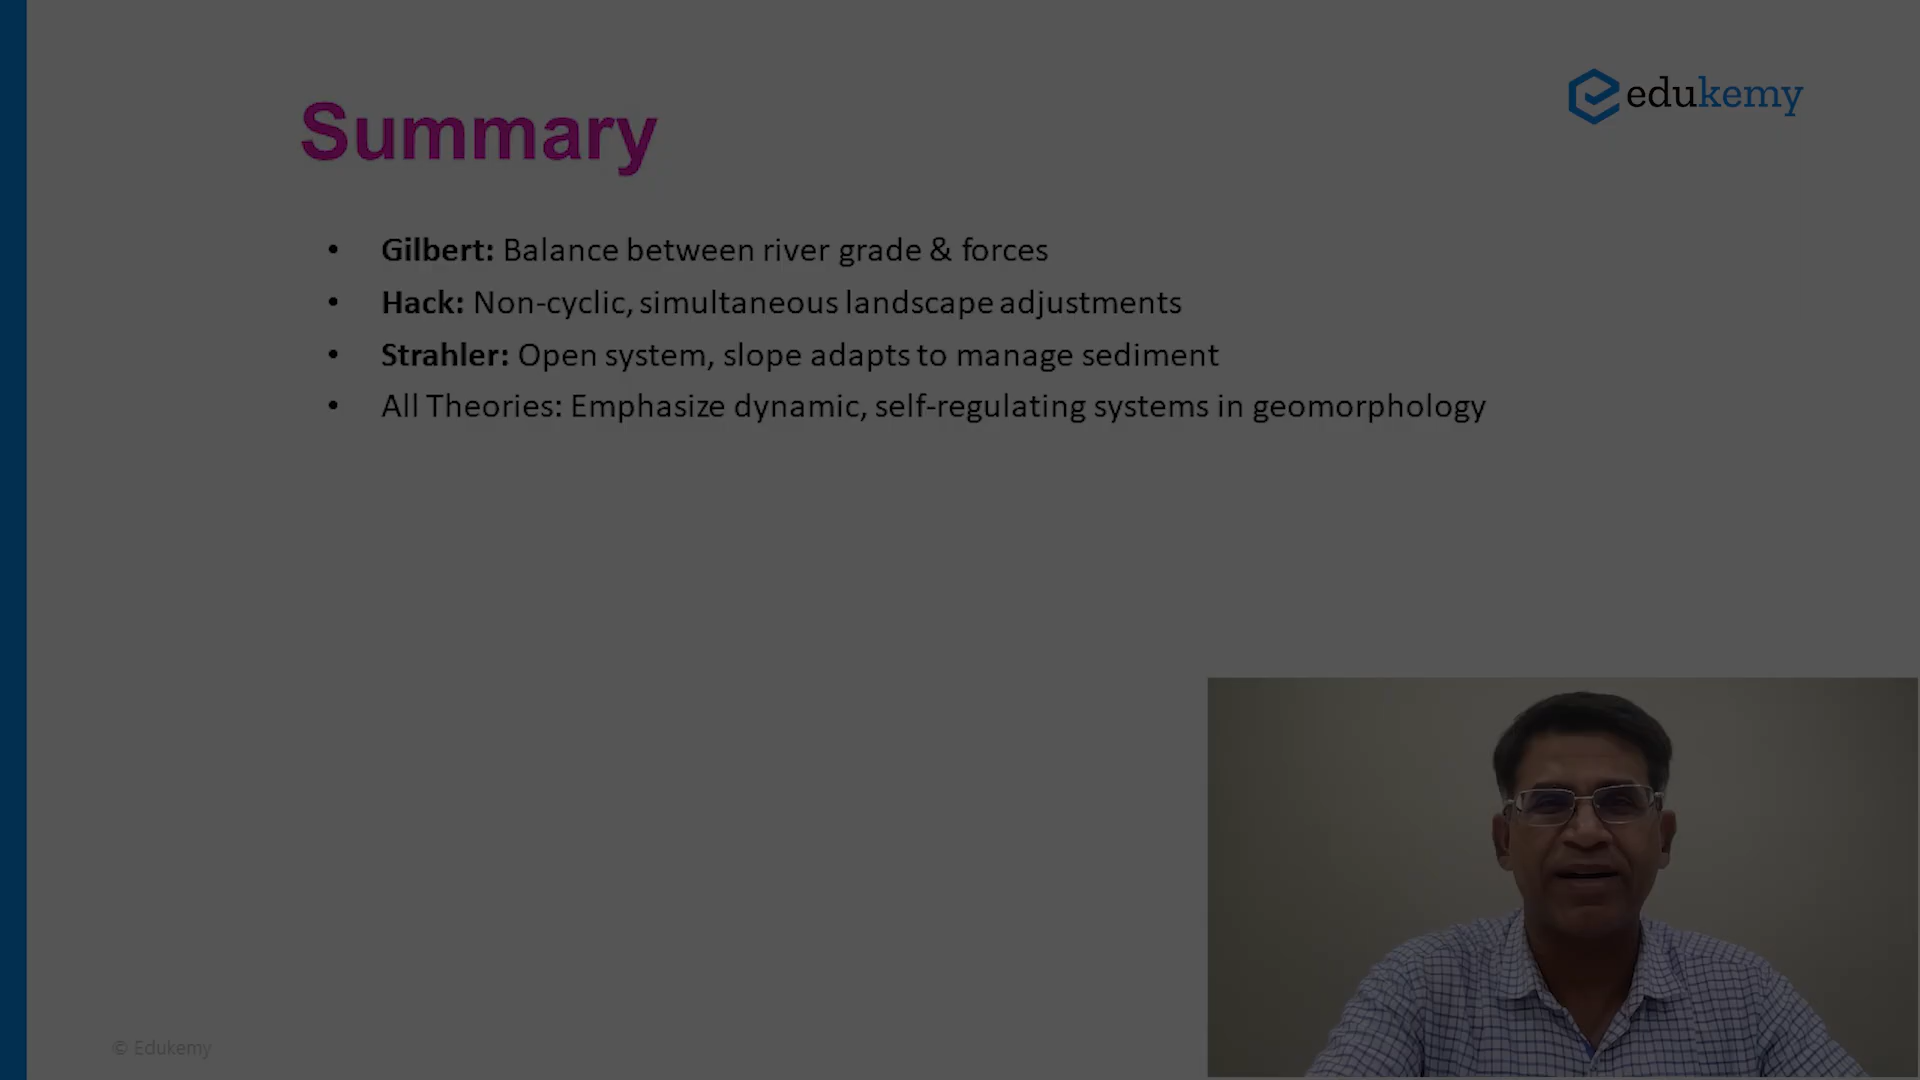 edukemy
Summary
• Gilbert: Balance between river grade & forces
• Hack: Non-cyclic, simultaneous landscape adjustments
• Strahler: Open system, slope adapts to manage sediment
• All Theories: Emphasize dynamic, self-regulating systems in geomorphology
© Edukemy